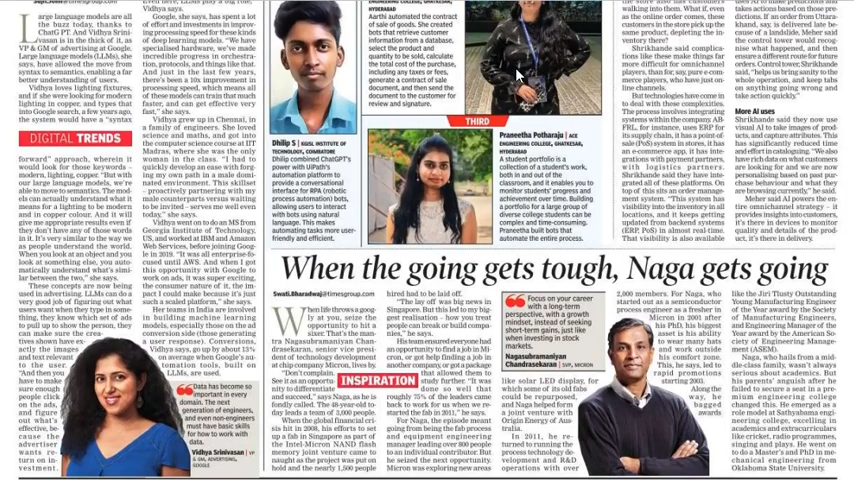 Large language models are
all the buzz today, thanks to
ChatGPT. And Vidhya Srini-
vasan is in the thick of it, as
VP & GM of advertising at Google.
Large language models (LLMs), she
says, have allowed the move from
syntax to semantics, enabling a far
better understanding of users.
Vidhya loves lighting fixtures,
and if she were looking for modern
lighting in copper, and types that
into Google search, a few years ago,
the system would have a "syntax
DIGITAL TRENDS
forward" approach, wherein it
would look for those keywords –
modern, lighting, copper. "But with
our large language models, we're
able to move to semantics. The mod-
els can actually understand what it
means for a lighting to be modern
and in copper colour. And it will
give me appropriate results even if
they don't have any of those words
in it. It's very similar to the way we
as people understand the world.
When you look at an object and you
look at something else, you auto-
matically understand what's simi-
lar between the two," she says.
These concepts are now being
used in advertising. LLMs can do a
very good job of figuring out what
users want when they type in some-
thing, they know which set of ads
to pull up to show the person, they
can make sure the crea-
tives shown have ex-
actly the images
and text relevant
to the user.
"And then you
have to make
sure enough
people click
on the ads,
and figure
out what's
effective, be-
cause the
advertiser
wants re-
turn on in-
vestment.
Vidhya says.
Google, she says, has spent a lot
of effort and investments in improv-
ing processing speed for these kinds
of deep learning models. "We have
specialised hardware, we've made
incredible progress in orchestra-
tion, protocols, and things like that.
And just in the last few years,
there's been a 10x improvement in
processing speed, which means all
of these models can train that much
faster, and can get effective very
fast," she says.
Vidhya grew up in Chennai, in
a family of engineers. She loved
science and maths, and got into
the computer science course at IIT
Madras, where she was the only
woman in the class. "I had to
quickly develop an ease with forg-
ing my own path in a male dom-
inated environment. This skillset
– proactively partnering with my
male counterparts versus waiting
to be invited – serves me well even
today," she says.
Vidhya went on to do an MS from
Georgia Institute of Technology,
US, and worked at IBM and Amazon
Web Services, before joining Goog-
le in 2019. "It was all enterprise-fo-
cused until AWS. And when I got
this opportunity with Google to
work on ads, it was super exciting,
the consumer nature of it, the im-
pact I could make because it's just
such a scaled platform," she says.
Her teams in India are involved
in building machine learning
models, especially those on the ad
conversion side (those generating
a user response). Conversions,
Vidhya says, go up by about 13%
on average when Google's au-
tomation tools, built on
LLMs, are used.
Data has become so
important in every
domain. The next
generation of engineers,
and even non-engineers
must have basic skills
for how to work with
data.
Vidhya Srinivasan | VP
& GM, ADVERTISING,
GOOGLE
Dhilip S | KGISL INSTITUTE OF
TECHNOLOGY, COIMBATORE
Dhilip combined ChatGPT's
power with UiPath's
automation platform to
provide a conversational
interface for RPA (robotic
process automation) bots,
allowing users to interact
with bots using natural
language. This makes
automating tasks more user-
friendly and efficient.
HYDERABAD
Aarthi automated the
contract of
sale of goods. She created
bots that retrieve customer
information from a database,
select the product and
quantity to be sold, calculate
the total cost of the purchase,
including any taxes or fees,
generate a contract of sale
document, and then send the
document to the customer for
review and signature.
THIRD
Praneetha Potharaju | ACE
ENGINEERING COLLEGE, GHATKESAR,
HYDERABAD
A student portfolio is a
collection of a student's work,
both in and out of the
classroom, and it enables you to
monitor students' progress and
achievement over time. Building
a portfolio for a large group of
diverse college students can be
complex and time-consuming.
Praneetha built bots that
automate the entire process.
walking into them. What if, for
example, as the online order comes, these
customers in the store pick up the
same product, depleting the in-
ventory there?
Shrikhande said complica-
tions like these make things far
more difficult for omnichannel
players, than for, say, pure e-com-
merce players, who have just on-
line channels.
But technologies have come in
to deal with these complexities.
The process involves integrating
systems within the company. AB-
FRL, for instance, uses ERP for
its supply chain, it has a point-of-
sale (PoS) system in stores, it has
an e-commerce app. It has inte-
grations with payment partners,
with logistics partners.
Shrikhande said they have inte-
grated all of these platforms. On
top of this sits an order manage-
ment system. "This system has
visibility into the inventory in all
locations, and it keeps getting
updated from backend systems
(ERP, PoS) in almost real-time.
That visibility is also available
takes actions based on those pre-
dictions. If an order from Uttara-
khand, say, is delivered late be-
cause of a landslide, Meher said
the control tower would recog-
nise what happened, and then
ensure a different route for future
orders. Control tower, Shrikhande
said, "helps us bring sanity to the
whole operation, and keep tabs
on anything going wrong and
take action quickly."
More AI uses
Shrikhande said they now use
visual AI to take images of prod-
ucts, and capture attributes. This
has significantly reduced time
and effort in cataloguing. "We also
have rich data on what customers
are looking for and we are now
personalising based on past pur-
chase behaviour and what they
are browsing currently," he said.
Meher said AI powers the en-
tire omnichannel strategy – it
provides insights into customers,
it's there in devices to monitor
quality and details of the prod-
uct, it's there in delivery.
When the going gets tough, Naga gets going
Swati.Bharadwaj@timesgroup.com
When life throws a googly
at you, seize the
opportunity to hit a
sixer. That's the man-
tra Nagasubramaniyan Chan-
drasekaran, senior vice presi-
dent of technology development
at chip company Micron, lives by.
"Don't complain.
See it as an opportu-
nity to differentiate
and succeed," says Naga, as he is
fondly called. The 48-year-old to-
day leads a team of 3,000 people.
When the global financial cri-
sis hit in 2008, his efforts to set
up a fab in Singapore as part of
the Intel-Micron NAND flash
memory joint venture came to
naught as the project was put on
hold and the nearly 1,500 people
INSPIRATION
hired had to be laid off.
"The lay off was big news in
Singapore. But this led to my big-
gest realisation – how you treat
people can break or build compa-
nies," he says.
His team ensured everyone had
an opportunity to find a job in Mi-
cron, or got help finding a job in
another company, or got a package
that allowed them to
study further. "It was
done so well that
roughly 75% of the leaders came
back to work for us when we re-
started the fab in 2011," he says.
For Naga, the episode meant
going from being the fab process
and equipment engineering
manager leading over 800 people
to an individual contributor. But
he seized the next opportunity.
Micron was exploring new areas
Focus on your career
with a long-term
perspective, with a
growth mindset, instead of
seeking short-term gains, just
like when investing in stock
markets.
Nagasubramaniyan
Chandrasekaran | SVP, MICRON
like solar LED display, for
which some of its old fabs
could be repurposed,
and Naga helped form
a joint venture with
Origin Energy of Aus-
tralia.
In 2011, he re-
turned to running the
process technology de-
velopment and R&D
operations with over
2,000 members. For Naga, who
started out as a semiconductor
process engineer as a fresher in
Micron in 2001 after
his PhD, his biggest
asset is his ability
to wear many hats
and work outside
his comfort zone.
This, he says, led to
rapid promotions
starting 2003.
Along the
way, he
bagged
awards
like the Jiri Tlusty Outstanding
Young Manufacturing Engineer
of the Year award by the Society
of Manufacturing Engineers,
and Engineering Manager of the
Year award by the American So-
ciety of Engineering Manage-
ment (ASEM).
Naga, who hails from a mid-
dle-class family, wasn't always
serious about academics. But
his parents' anguish after he
failed to secure a seat in a pre-
mium engineering college
changed this. He emerged as a
role model at Sathyabama engi-
neering college, excelling in
academics and extracurriculars
like cricket, radio programmes,
singing and plays. He went on
to do a Master's and PhD in me-
chanical engineering from
Oklahoma State University.